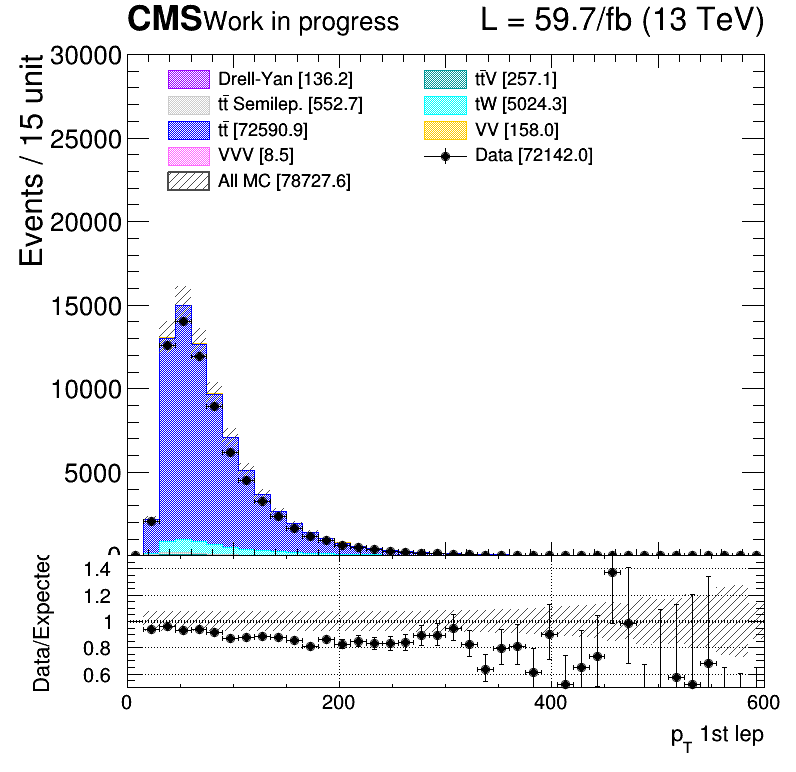 CMS Work in progress L = 59.7/fb (13 TeV)
Events / 15 unit
30000
25000
20000
15000
10000
5000
0
Drell-Yan [136.2]
tt̄ Semilep. [552.7]
tt̄ [72590.9]
VVV [8.5]
All MC [78727.6]
tt̄V [257.1]
tW [5024.3]
VV [158.0]
Data [72142.0]
Data/Expected
1.4
1.2
1
0.8
0.6
0 200 400 600
p_T 1st lep